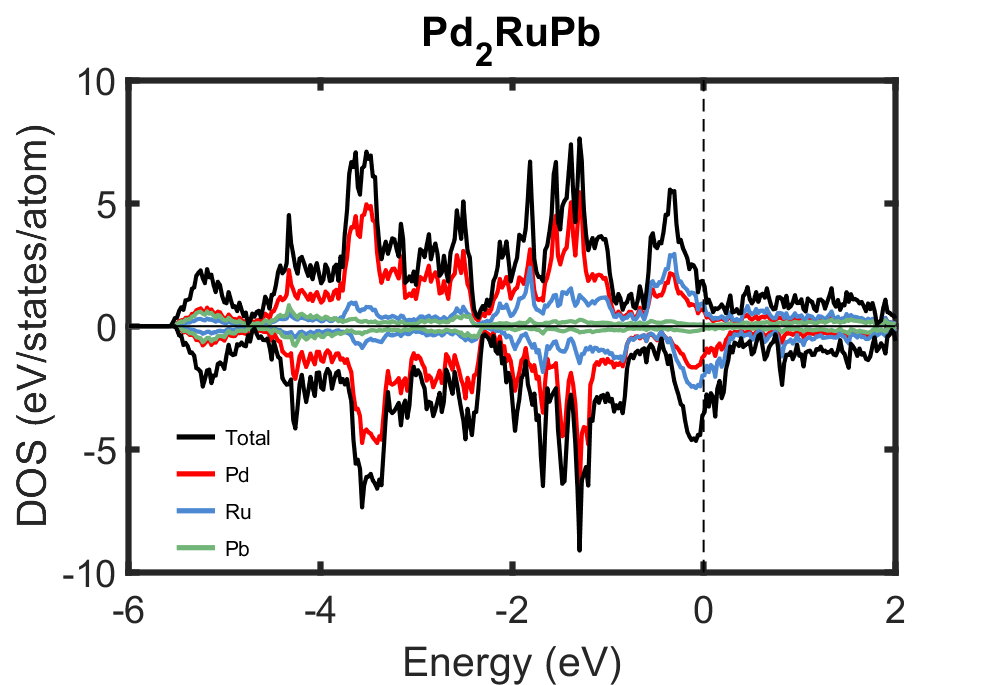 Pd₂RuPb
DOS (eV/states/atom)
10
5
0
-5
-10
Total
Pd
Ru
Pb
-6 -4 -2 0 2
Energy (eV)